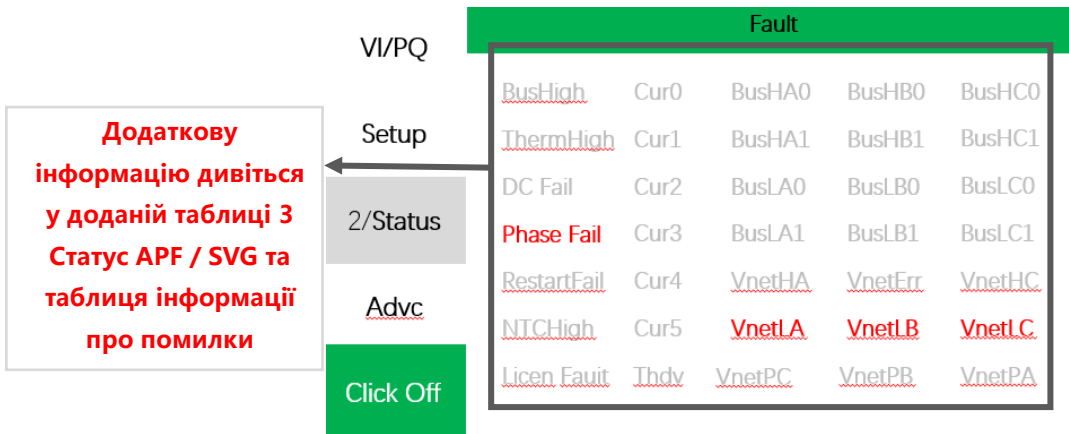 Fault
VI/PQ
BusHigh Cur0 BusHA0 BusHB0 BusHC0
Додаткову
інформацію дивіться
у доданій таблиці 3
Статус APF / SVG та
таблиця інформації
про помилки
Setup
ThermHigh Cur1 BusHA1 BusHB1 BusHC1
DC Fail Cur2 BusLA0 BusLB0 BusLC0
2/Status
Phase Fail Cur3 BusLA1 BusLB1 BusLC1
RestartFail Cur4 VnetHA VnetErr VnetHC
Advc
NTCHigh Cur5 VnetLA VnetLB VnetLC
Licen Fauit Thdv VnetPC VnetPB VnetPA
Click Off